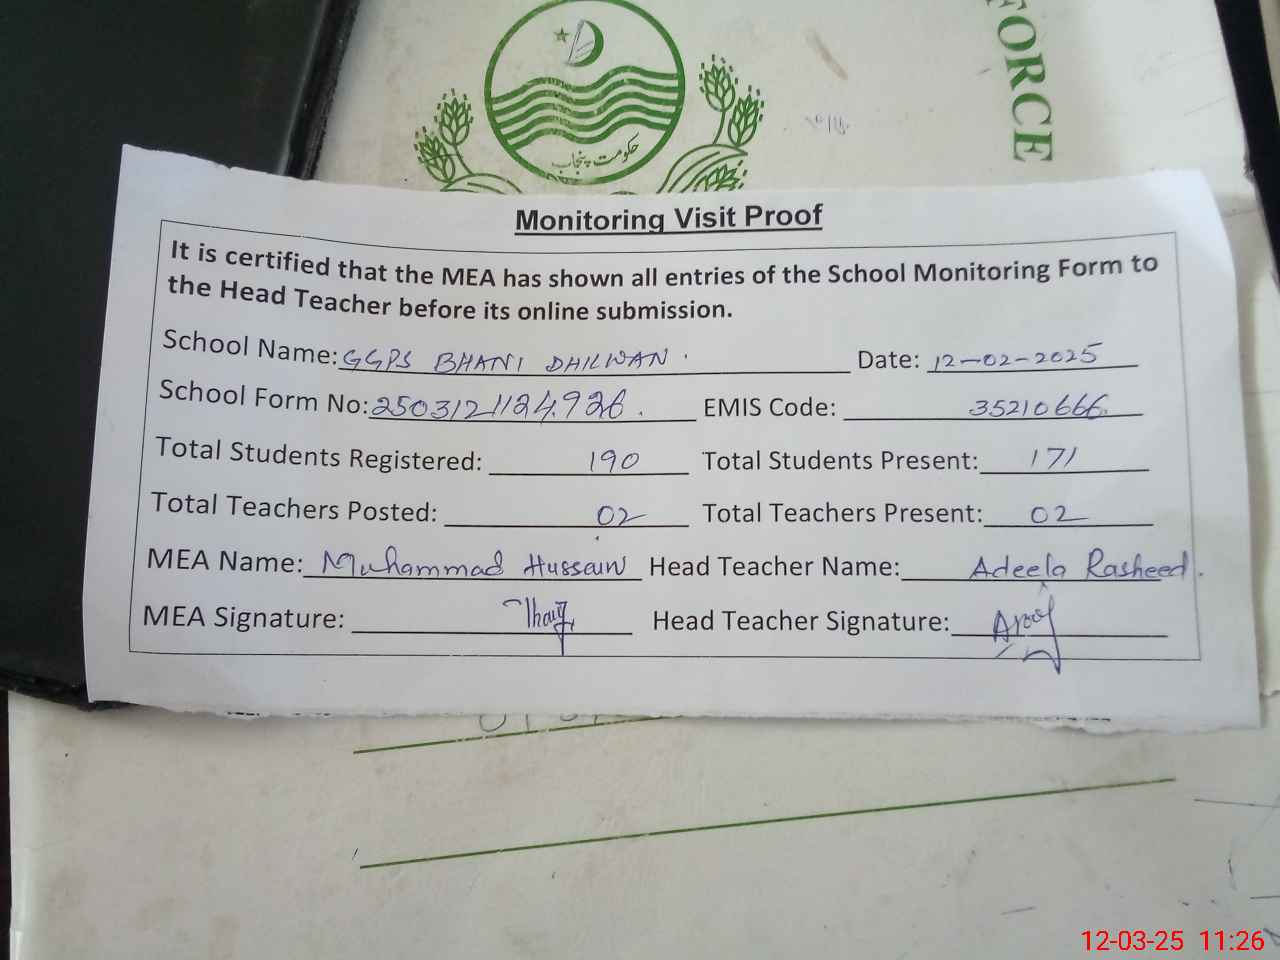 FORCE
حکومت پنجاب
Monitoring Visit Proof
It is certified that the MEA has shown all entries of the School Monitoring Form to
the Head Teacher before its online submission.
School Name: GGPS BHANI DHILWAN. Date: 12-02-2025
School Form No: 2503121124926. EMIS Code: 35210666.
Total Students Registered: 190 Total Students Present: 171
Total Teachers Posted: 02 Total Teachers Present: 02
MEA Name: Muhammad Hussain Head Teacher Name: Adeela Rasheed.
MEA Signature: Head Teacher Signature:
12-03-25 11:26